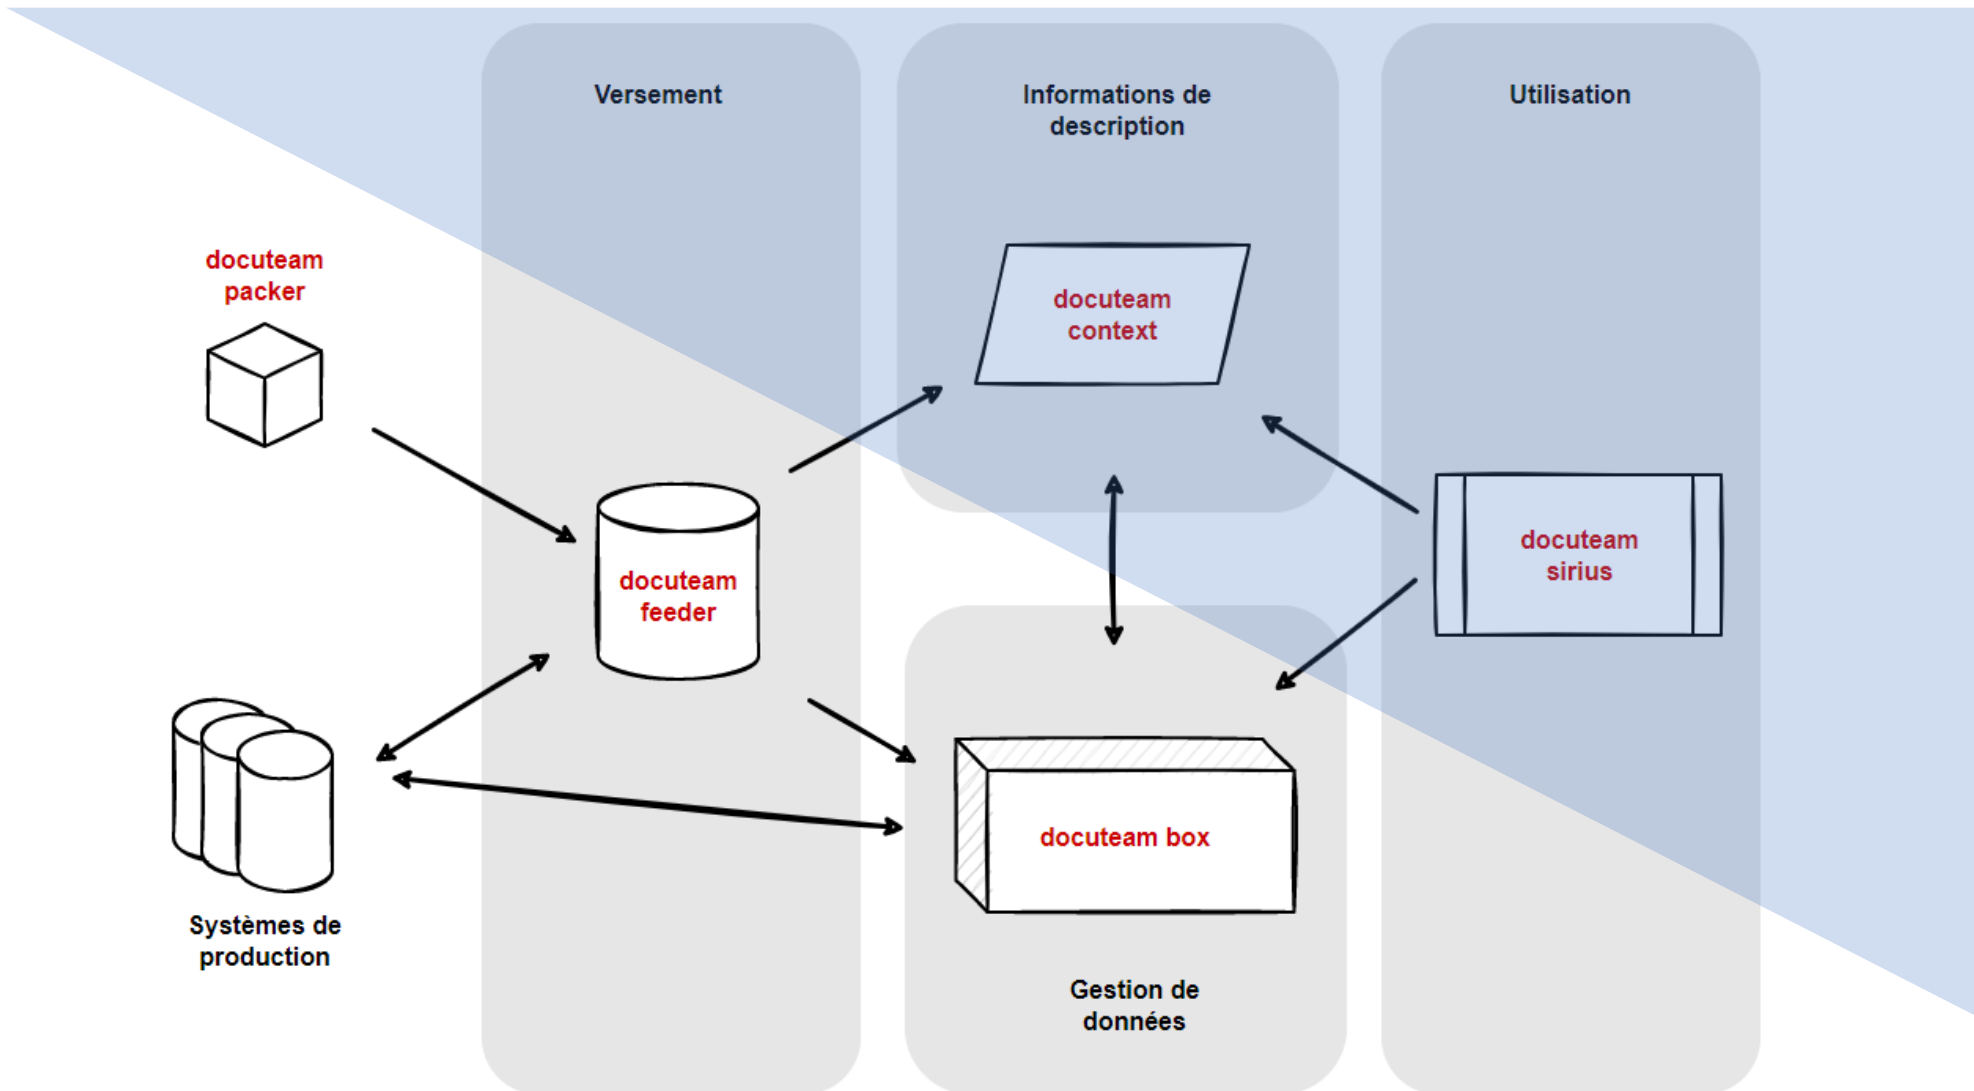 Versement
Informations de
description
Utilisation
docuteam
packer
docuteam
context
docuteam
feeder
docuteam
sirius
docuteam box
Systèmes de
production
Gestion de
données